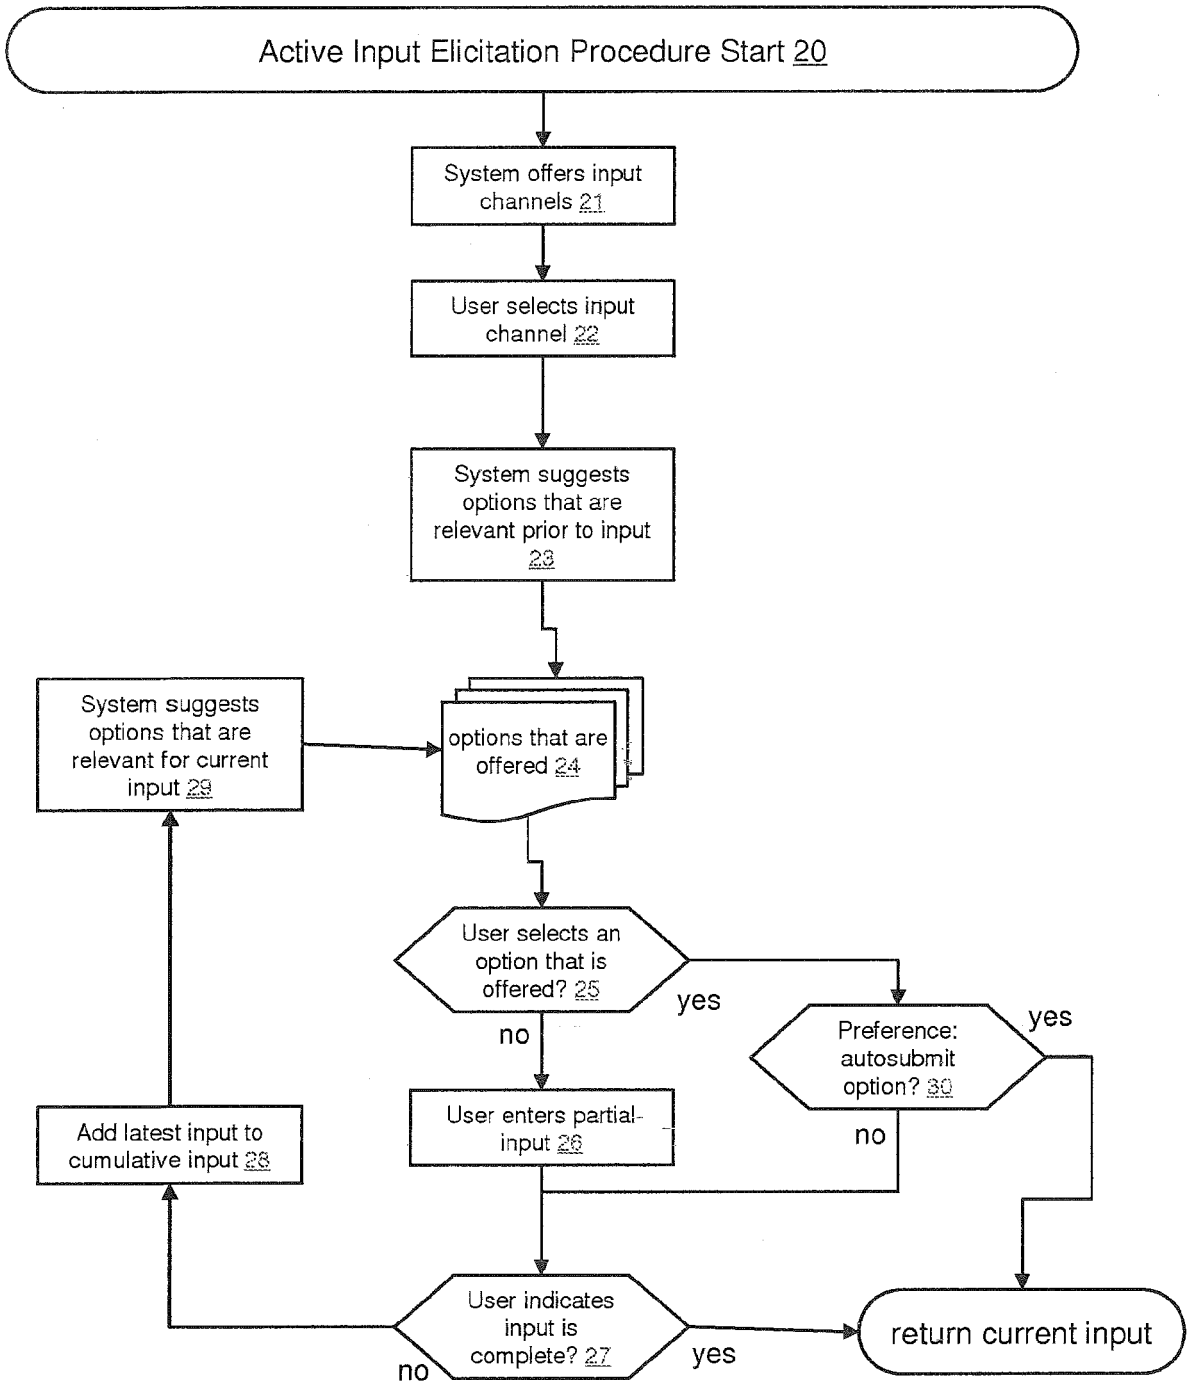 Active Input Elicitation Procedure Start 20
System offers input
channels 21
User selects input
channel 22
System suggests
options that are
relevant prior to input
23
System suggests
options that are
relevant for current
input 29
options that are
offered 24
User selects an
option that is
offered? 25
yes
no
Preference:
autosubmit
option? 30
yes
no
User enters partial-
input 26
Add latest input to
cumulative input 28
User indicates
input is
complete? 27
no
yes
return current input